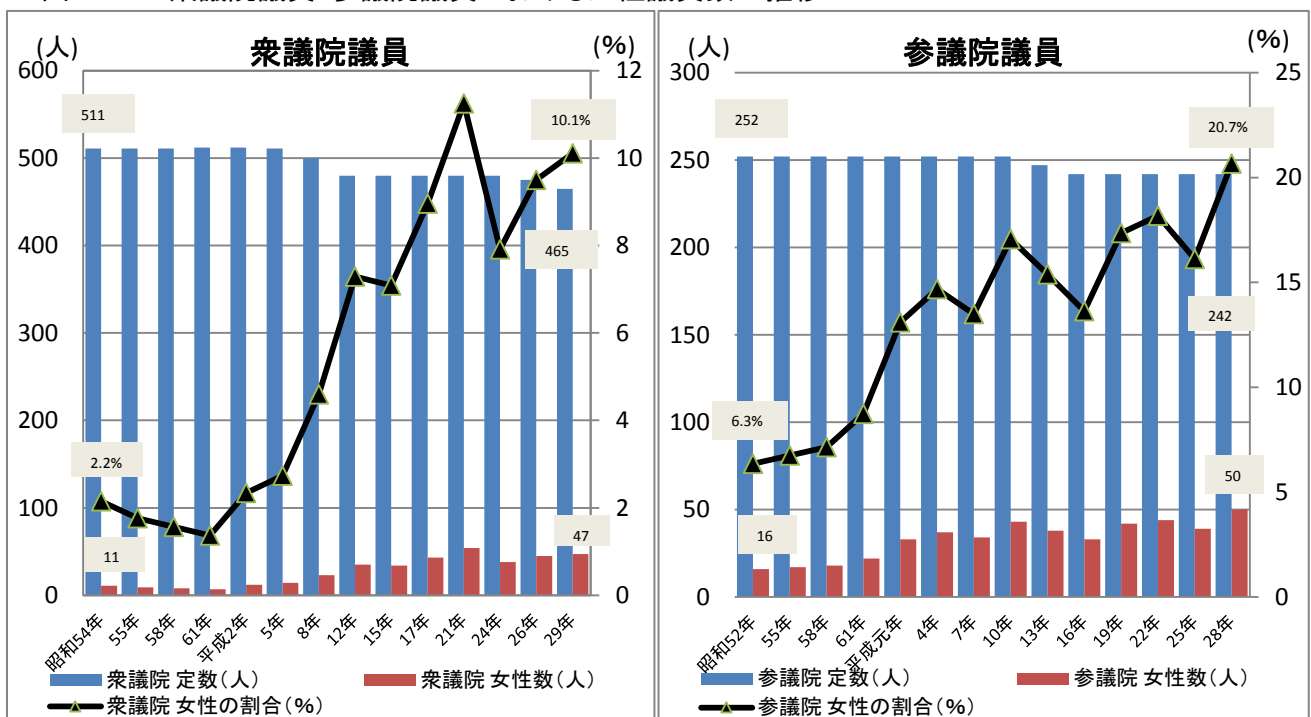 (人)
衆議院議員
(%)
600
500
400
300
200
100
0
12
10
8
6
4
2
0
511
10.1%
465
2.2%
11
47
昭和54年
55年
58年
61年
平成2年
5年
8年
12年
15年
17年
21年
24年
26年
29年
衆議院 定数(人)
衆議院 女性数(人)
衆議院 女性の割合(%)
(人)
参議院議員
(%)
300
250
200
150
100
50
0
25
20
15
10
5
0
252
20.7%
242
6.3%
16
50
昭和52年
55年
58年
61年
平成元年
4年
7年
10年
13年
16年
19年
22年
25年
28年
参議院 定数(人)
参議院 女性数(人)
参議院 女性の割合(%)